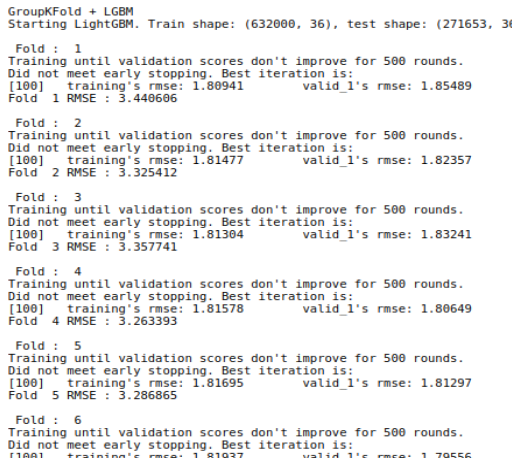 GroupKFold + LGBM
Starting LightGBM. Train shape: (632000, 36), test shape: (271653, 36
Fold : 1
Training until validation scores don't improve for 500 rounds.
Did not meet early stopping. Best iteration is:
[100] training's rmse: 1.80941 valid_1's rmse: 1.85489
Fold 1 RMSE : 3.440606
Fold : 2
Training until validation scores don't improve for 500 rounds.
Did not meet early stopping. Best iteration is:
[100] training's rmse: 1.81477 valid_1's rmse: 1.82357
Fold 2 RMSE : 3.325412
Fold : 3
Training until validation scores don't improve for 500 rounds.
Did not meet early stopping. Best iteration is:
[100] training's rmse: 1.81304 valid_1's rmse: 1.83241
Fold 3 RMSE : 3.357741
Fold : 4
Training until validation scores don't improve for 500 rounds.
Did not meet early stopping. Best iteration is:
[100] training's rmse: 1.81578 valid_1's rmse: 1.80649
Fold 4 RMSE : 3.263393
Fold : 5
Training until validation scores don't improve for 500 rounds.
Did not meet early stopping. Best iteration is:
[100] training's rmse: 1.81695 valid_1's rmse: 1.81297
Fold 5 RMSE : 3.286865
Fold : 6
Training until validation scores don't improve for 500 rounds.
Did not meet early stopping. Best iteration is:
[100] training's rmse: 1.81937 valid_1's rmse: 1.79556